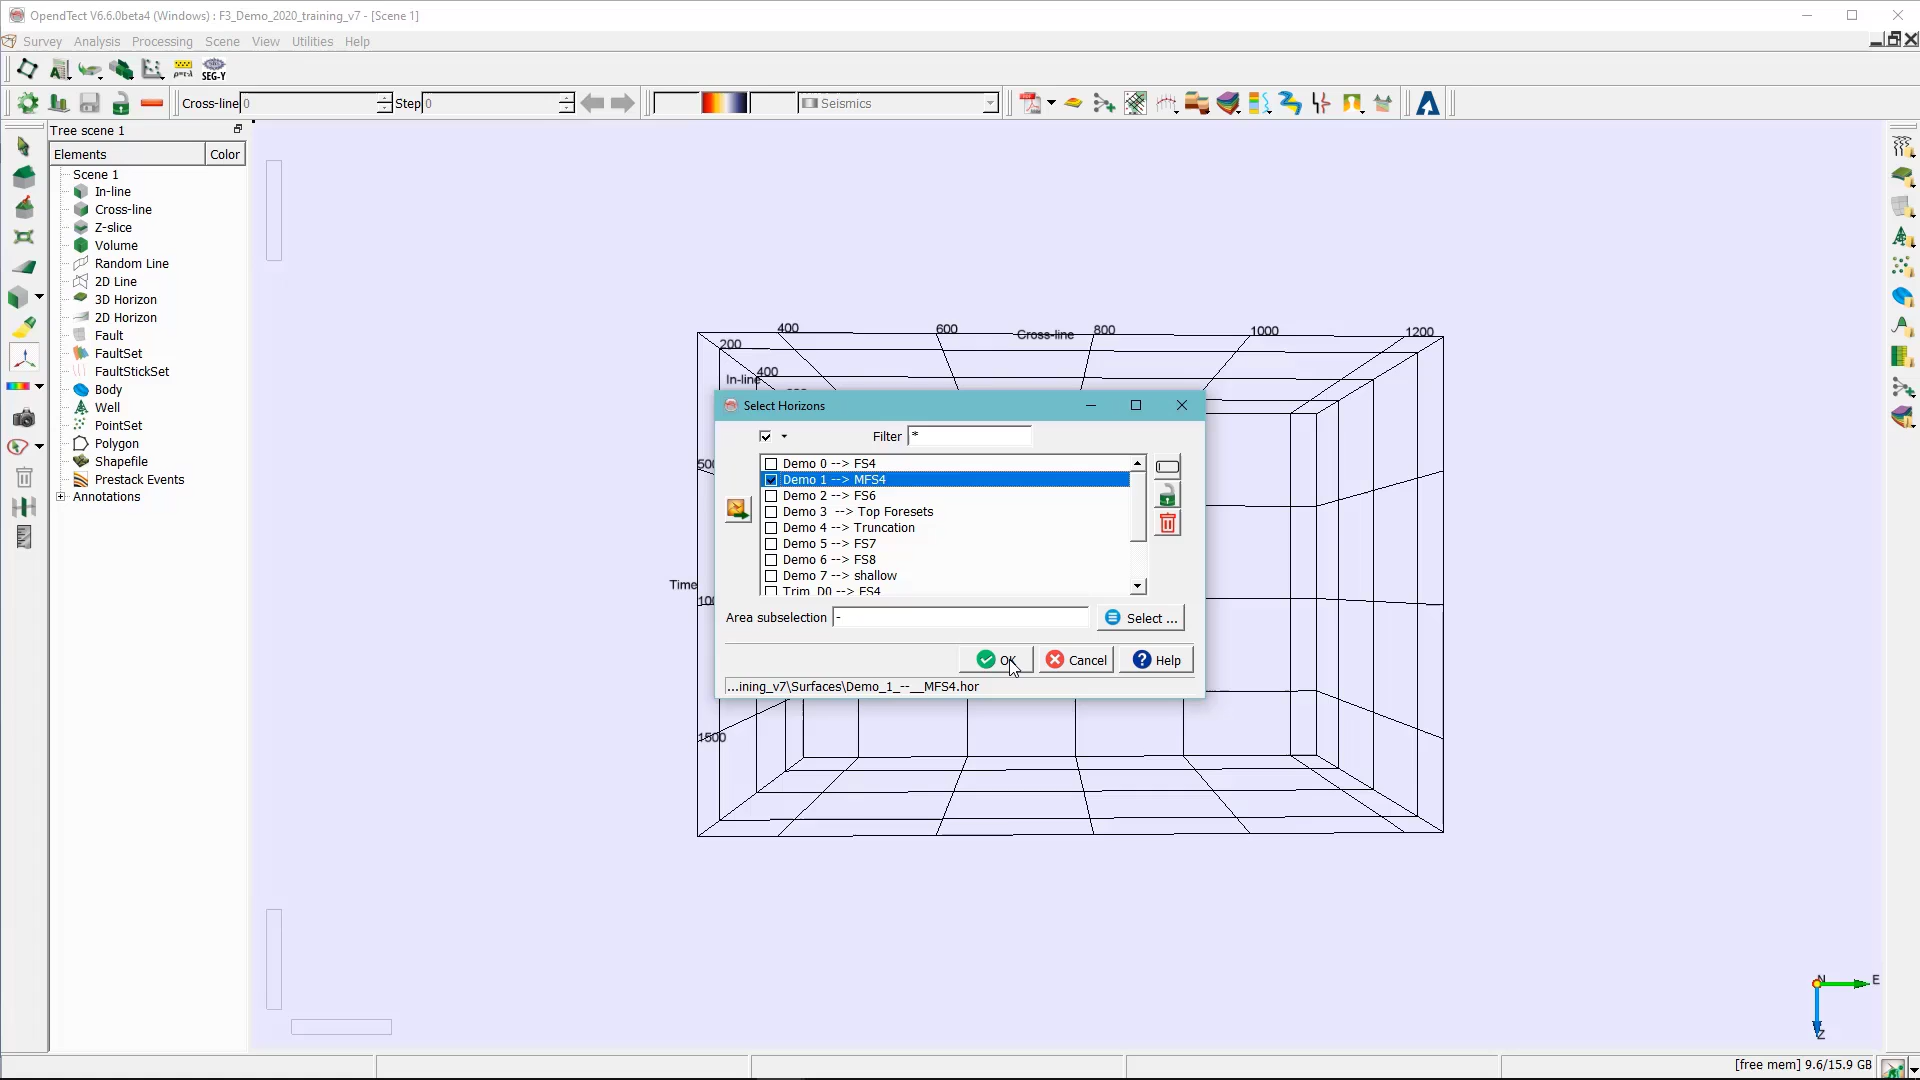 OpendTect V6.6.0beta4 (Windows) : F3_Demo_2020_training_v7 - [Scene 1]
Survey Analysis Processing Scene View Utilities Help
SEG-Y
Cross-line 0 Step 0 Seismics
Tree scene 1
Elements Color
Scene 1
In-line
Cross-line
Z-slice
Volume
Random Line
2D Line
3D Horizon
2D Horizon
Fault
FaultSet
FaultStickSet
Body
Well
PointSet
Polygon
Shapefile
Prestack Events
Annotations
400 600 Cross-line 800 1000 1200
200
In-line 400
500
Time
1500
Select Horizons
Filter *
Demo 0 --> FS4
Demo 1 --> MFS4
Demo 2 --> FS6
Demo 3 --> Top Foresets
Demo 4 --> Truncation
Demo 5 --> FS7
Demo 6 --> FS8
Demo 7 --> shallow
Trim_D0 --> FS4
Area subselection - Select ...
OK Cancel Help
...ining_v7\Surfaces\Demo_1_--__MFS4.hor
N E
Z
[free mem] 9.6/15.9 GB